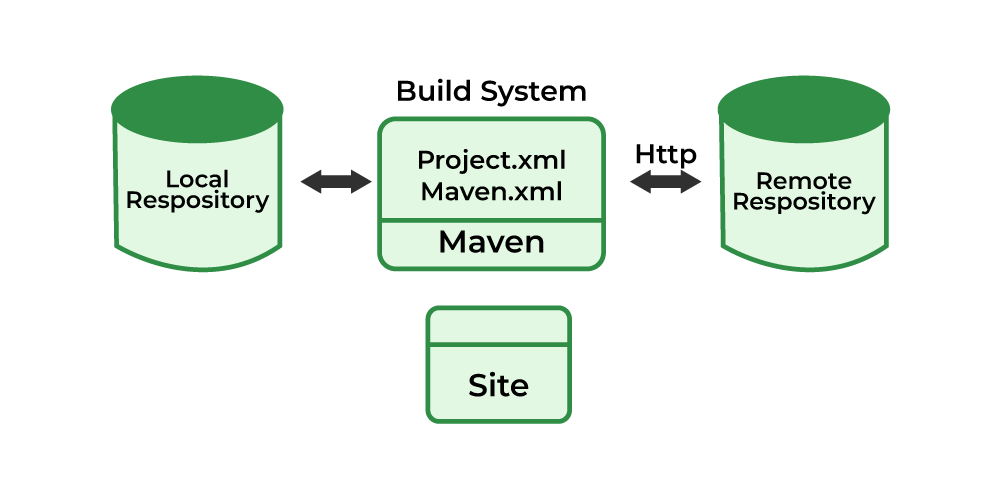 Build System
Local
Respository
Project.xml
Maven.xml
Maven
Http
Remote
Respository
Site